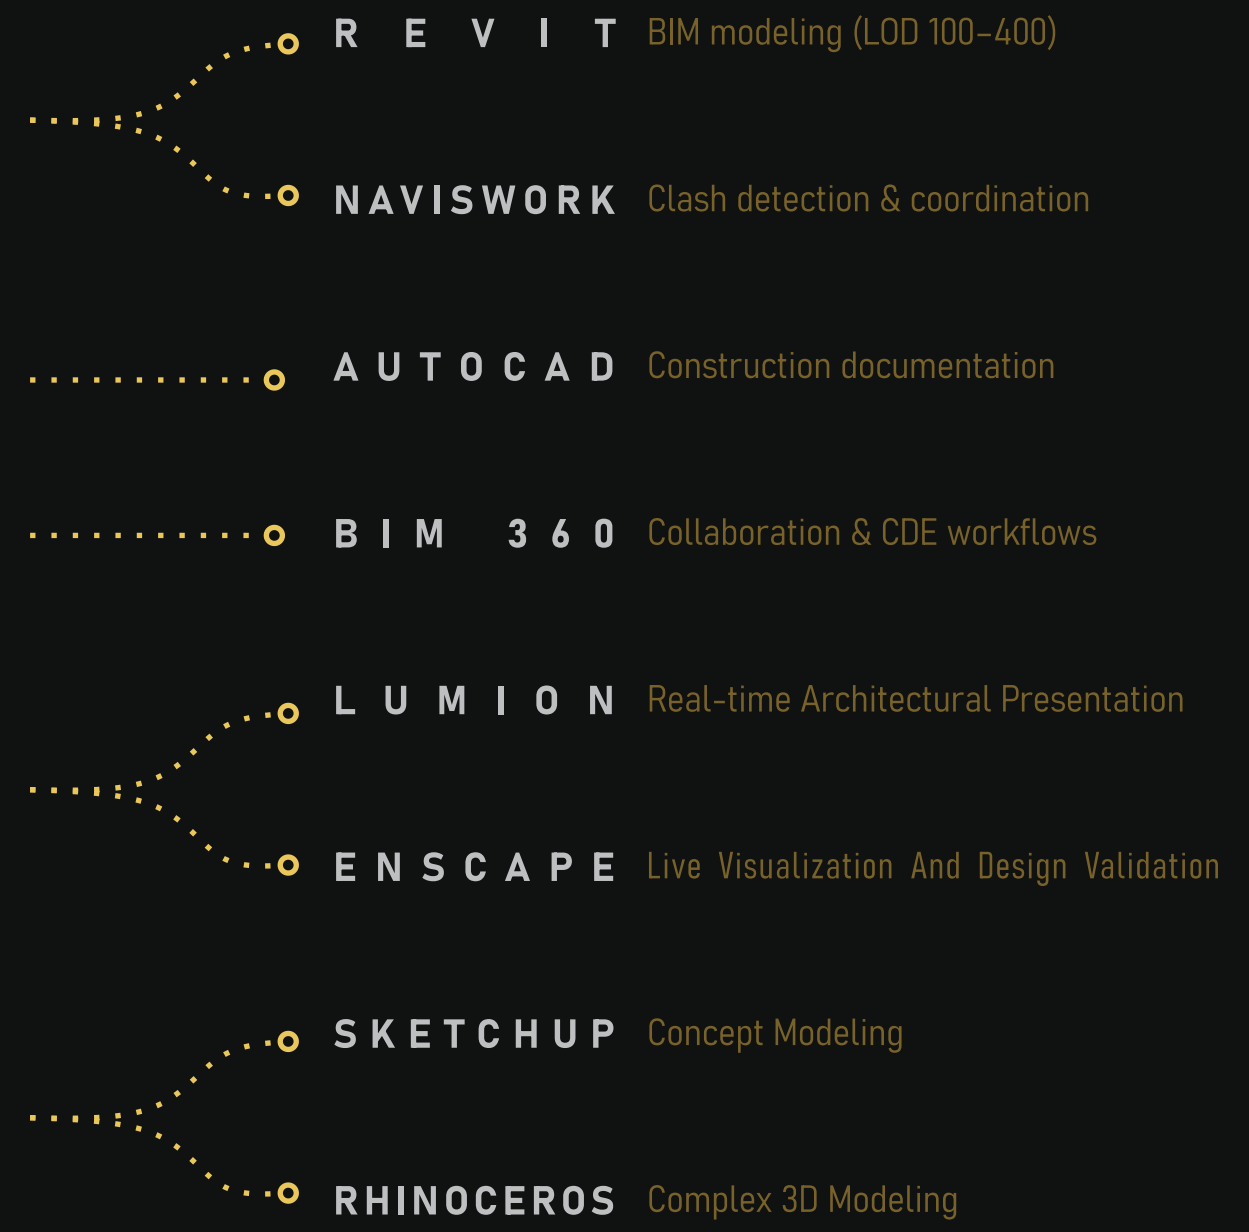 REVIT BIM modeling (LOD 100–400)
NAVISWORK Clash detection & coordination
AUTOCAD Construction documentation
BIM 360 Collaboration & CDE workflows
LUMION Real-time Architectural Presentation
ENSCAPE Live Visualization And Design Validation
SKETCHUP Concept Modeling
RHINOCEROS Complex 3D Modeling